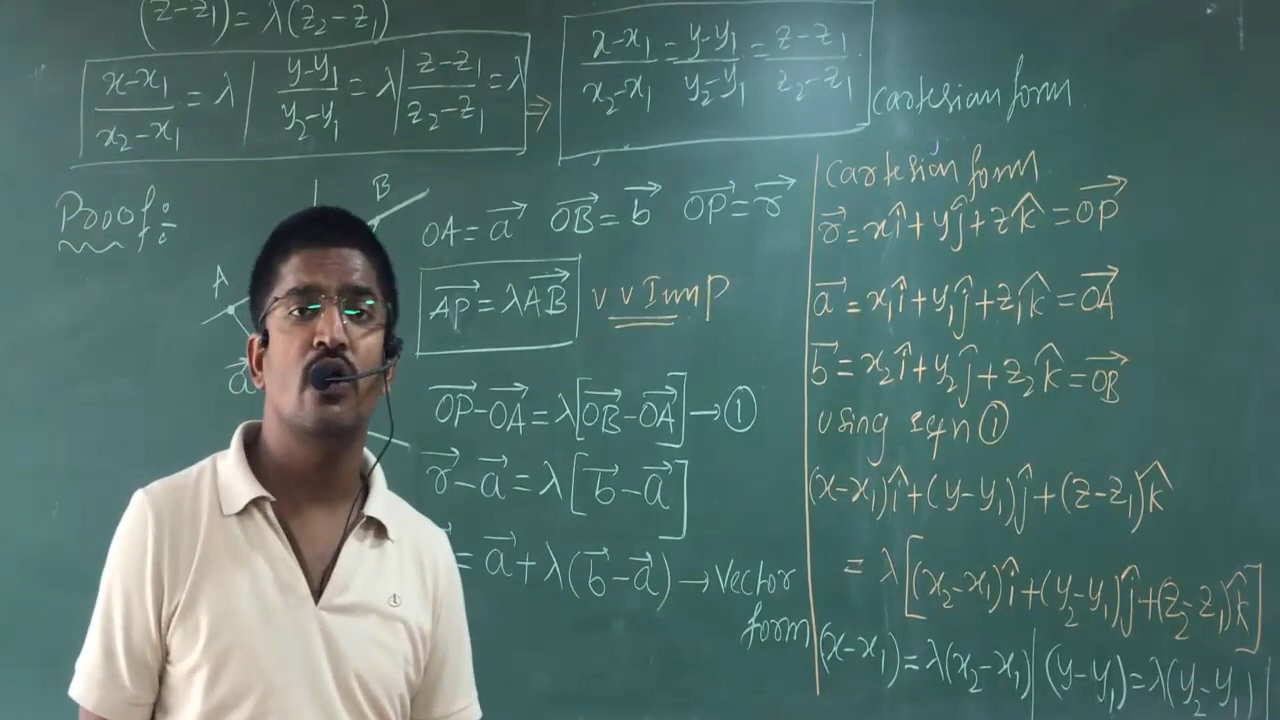 (z-z₁) = λ(z₂-z₁)
(x-x₁)/(x₂-x₁) = λ | (y-y₁)/(y₂-y₁) = λ | (z-z₁)/(z₂-z₁) = λ ⇒ (x-x₁)/(x₂-x₁) = (y-y₁)/(y₂-y₁) = (z-z₁)/(z₂-z₁) Cartesian form
Proof:-
B
A
a⃗
OA = a⃗ OB⃗ = b⃗ OP⃗ = r⃗
AP⃗ = λAB⃗ v v Imp
OP⃗ - OA⃗ = λ[OB⃗ - OA⃗] → ①
r⃗ - a⃗ = λ[b⃗ - a⃗]
= a⃗ + λ(b⃗ - a⃗) → Vector
form
Cartesian form
r⃗ = xî + yĵ + zk̂ = OP⃗
a⃗ = x₁î + y₁ĵ + z₁k̂ = OA⃗
b⃗ = x₂î + y₂ĵ + z₂k̂ = OB⃗
using eqn ①
(x-x₁)î + (y-y₁)ĵ + (z-z₁)k̂
= λ[(x₂-x₁)î + (y₂-y₁)ĵ + (z₂-z₁)k̂]
(x-x₁) = λ(x₂-x₁) | (y-y₁) = λ(y₂-y₁) |